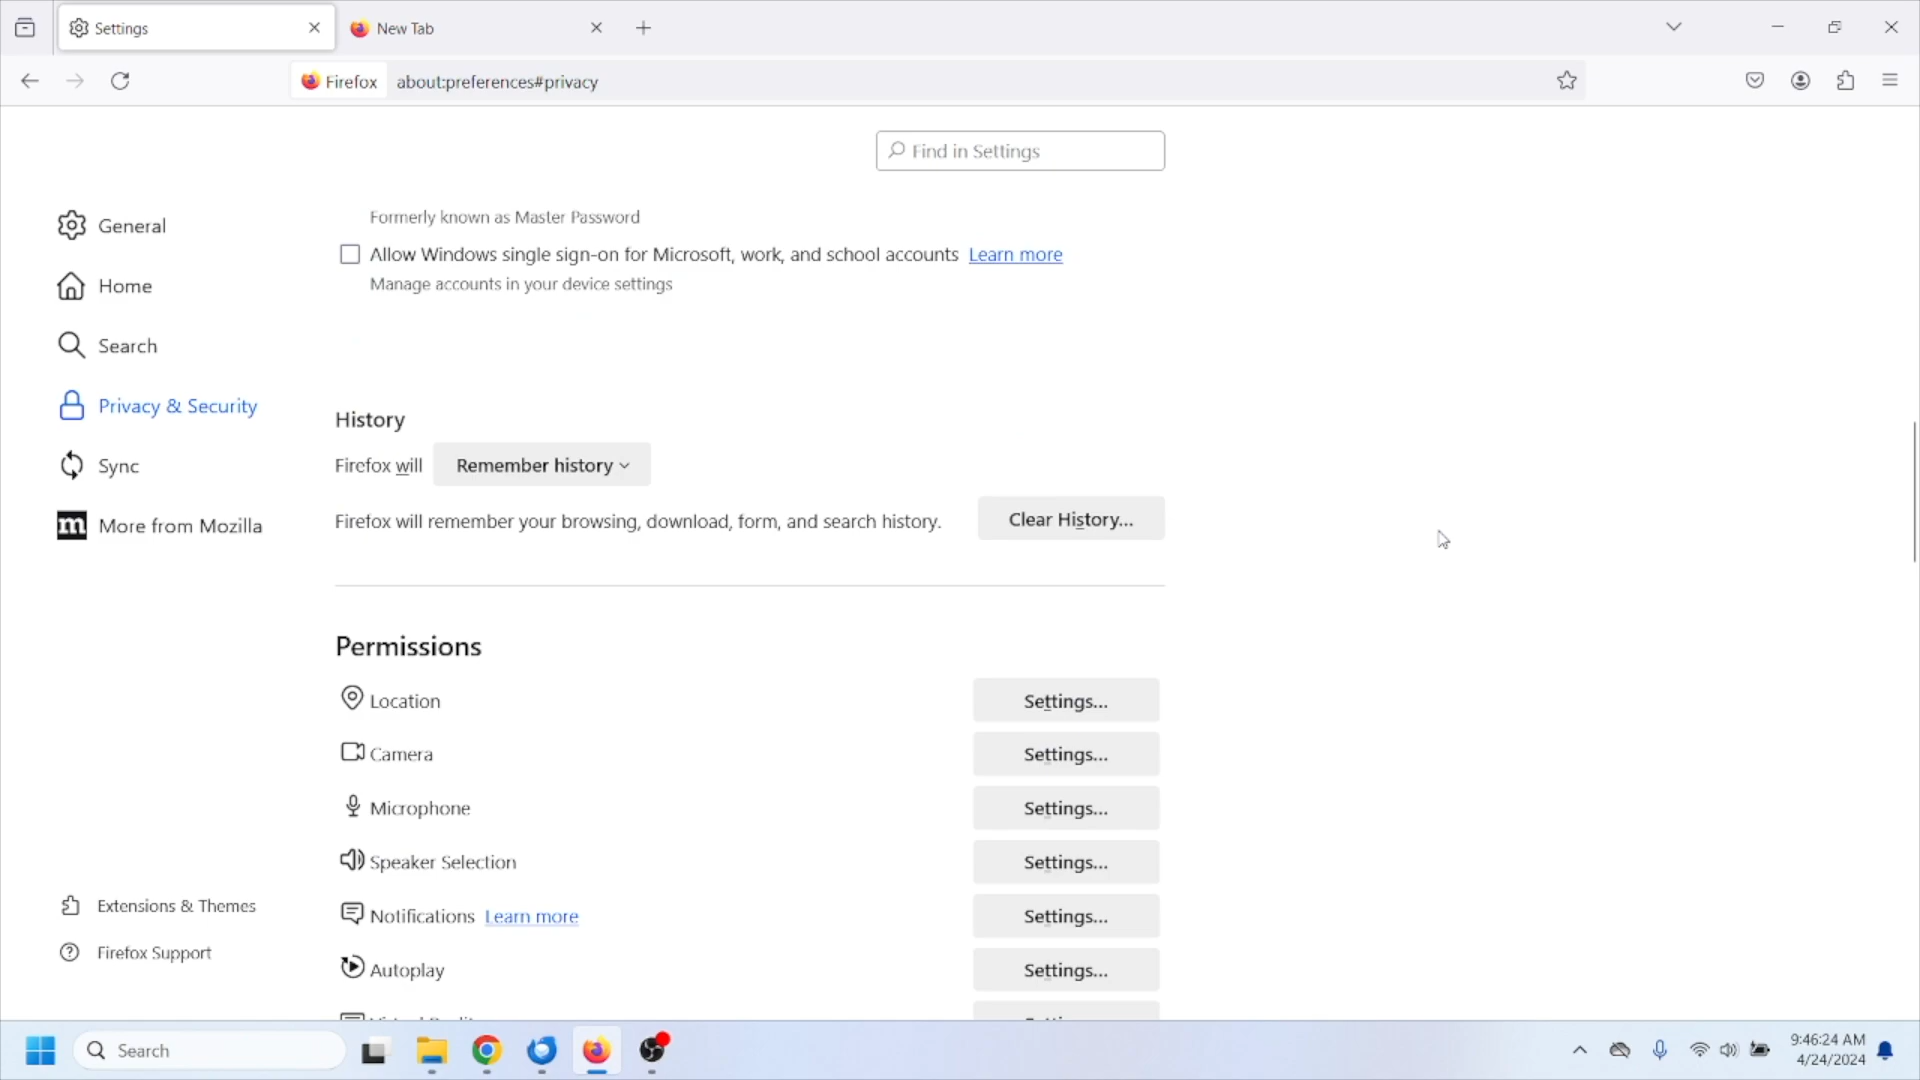 Settings
New Tab
Firefox
about:preferences#privacy
Find in Settings
General
Home
Search
Privacy & Security
Sync
More from Mozilla
Extensions & Themes
Firefox Support
Formerly known as Master Password
Allow Windows single sign-on for Microsoft, work, and school accounts Learn more
Manage accounts in your device settings
History
Firefox will Remember history
Firefox will remember your browsing, download, form, and search history. Clear History...
Permissions
Location Settings...
Camera Settings...
Microphone Settings...
Speaker Selection Settings...
Notifications Learn more Settings...
Autoplay Settings...
Search
9:46:24 AM
4/24/2024